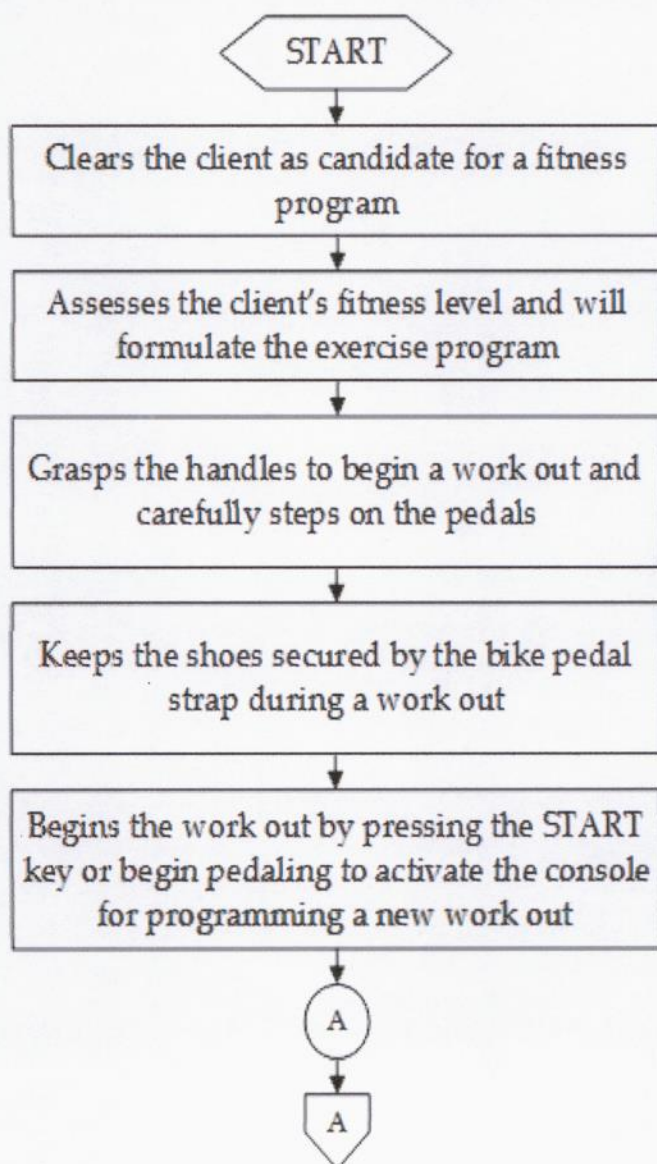 START
Clears the client as candidate for a fitness
program
Assesses the client's fitness level and will
formulate the exercise program
Grasps the handles to begin a work out and
carefully steps on the pedals
Keeps the shoes secured by the bike pedal
strap during a work out
Begins the work out by pressing the START
key or begin pedaling to activate the console
for programming a new work out
A
A